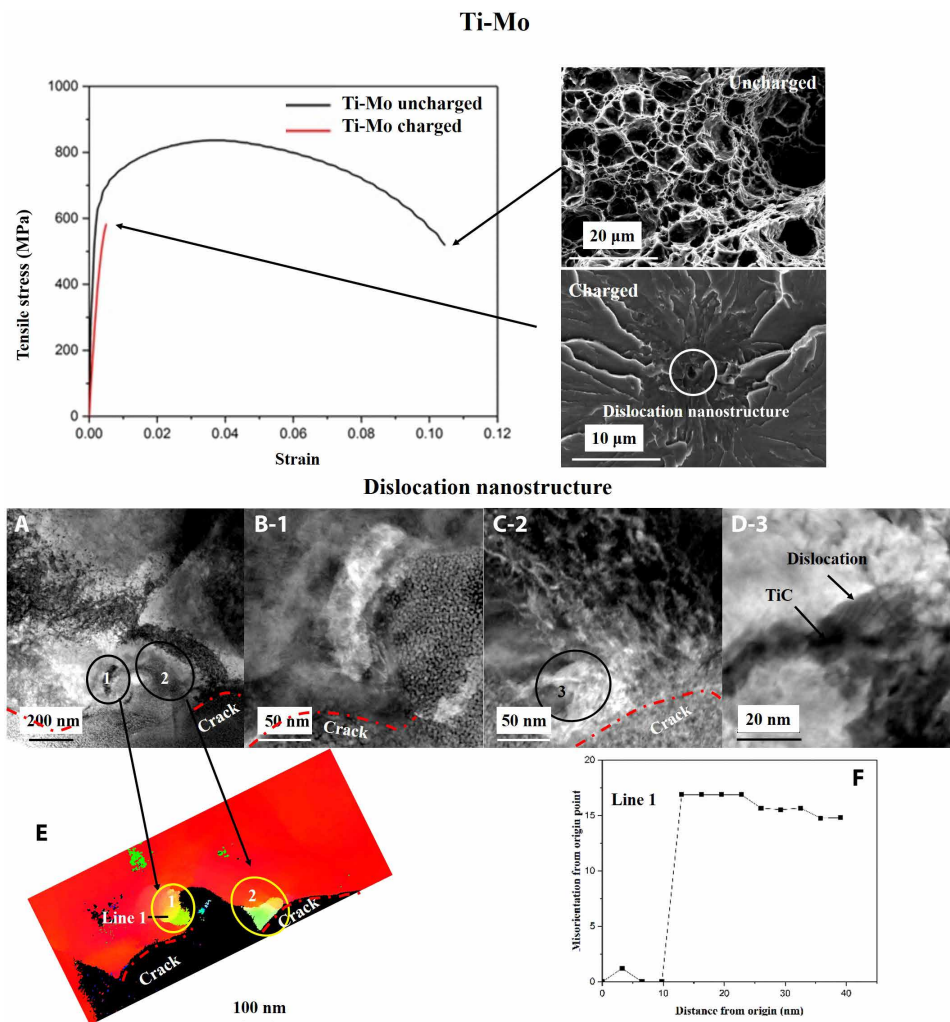 Ti-Mo
1000
800
600
400
200
0
Tensile stress (MPa)
Ti-Mo uncharged
Ti-Mo charged
0.00 0.02 0.04 0.06 0.08 0.10 0.12
Strain
Uncharged
20 µm
Charged
Dislocation nanostructure
10 µm
Dislocation nanostructure
A
1
2
Crack
200 nm
B-1
Crack
50 nm
C-2
3
Crack
50 nm
D-3
Dislocation
TiC
20 nm
E
1
2
Line 1
Crack
Crack
100 nm
F
Line 1
20
15
10
5
0
Misorientation from origin point
0 10 20 30 40
Distance from origin (nm)